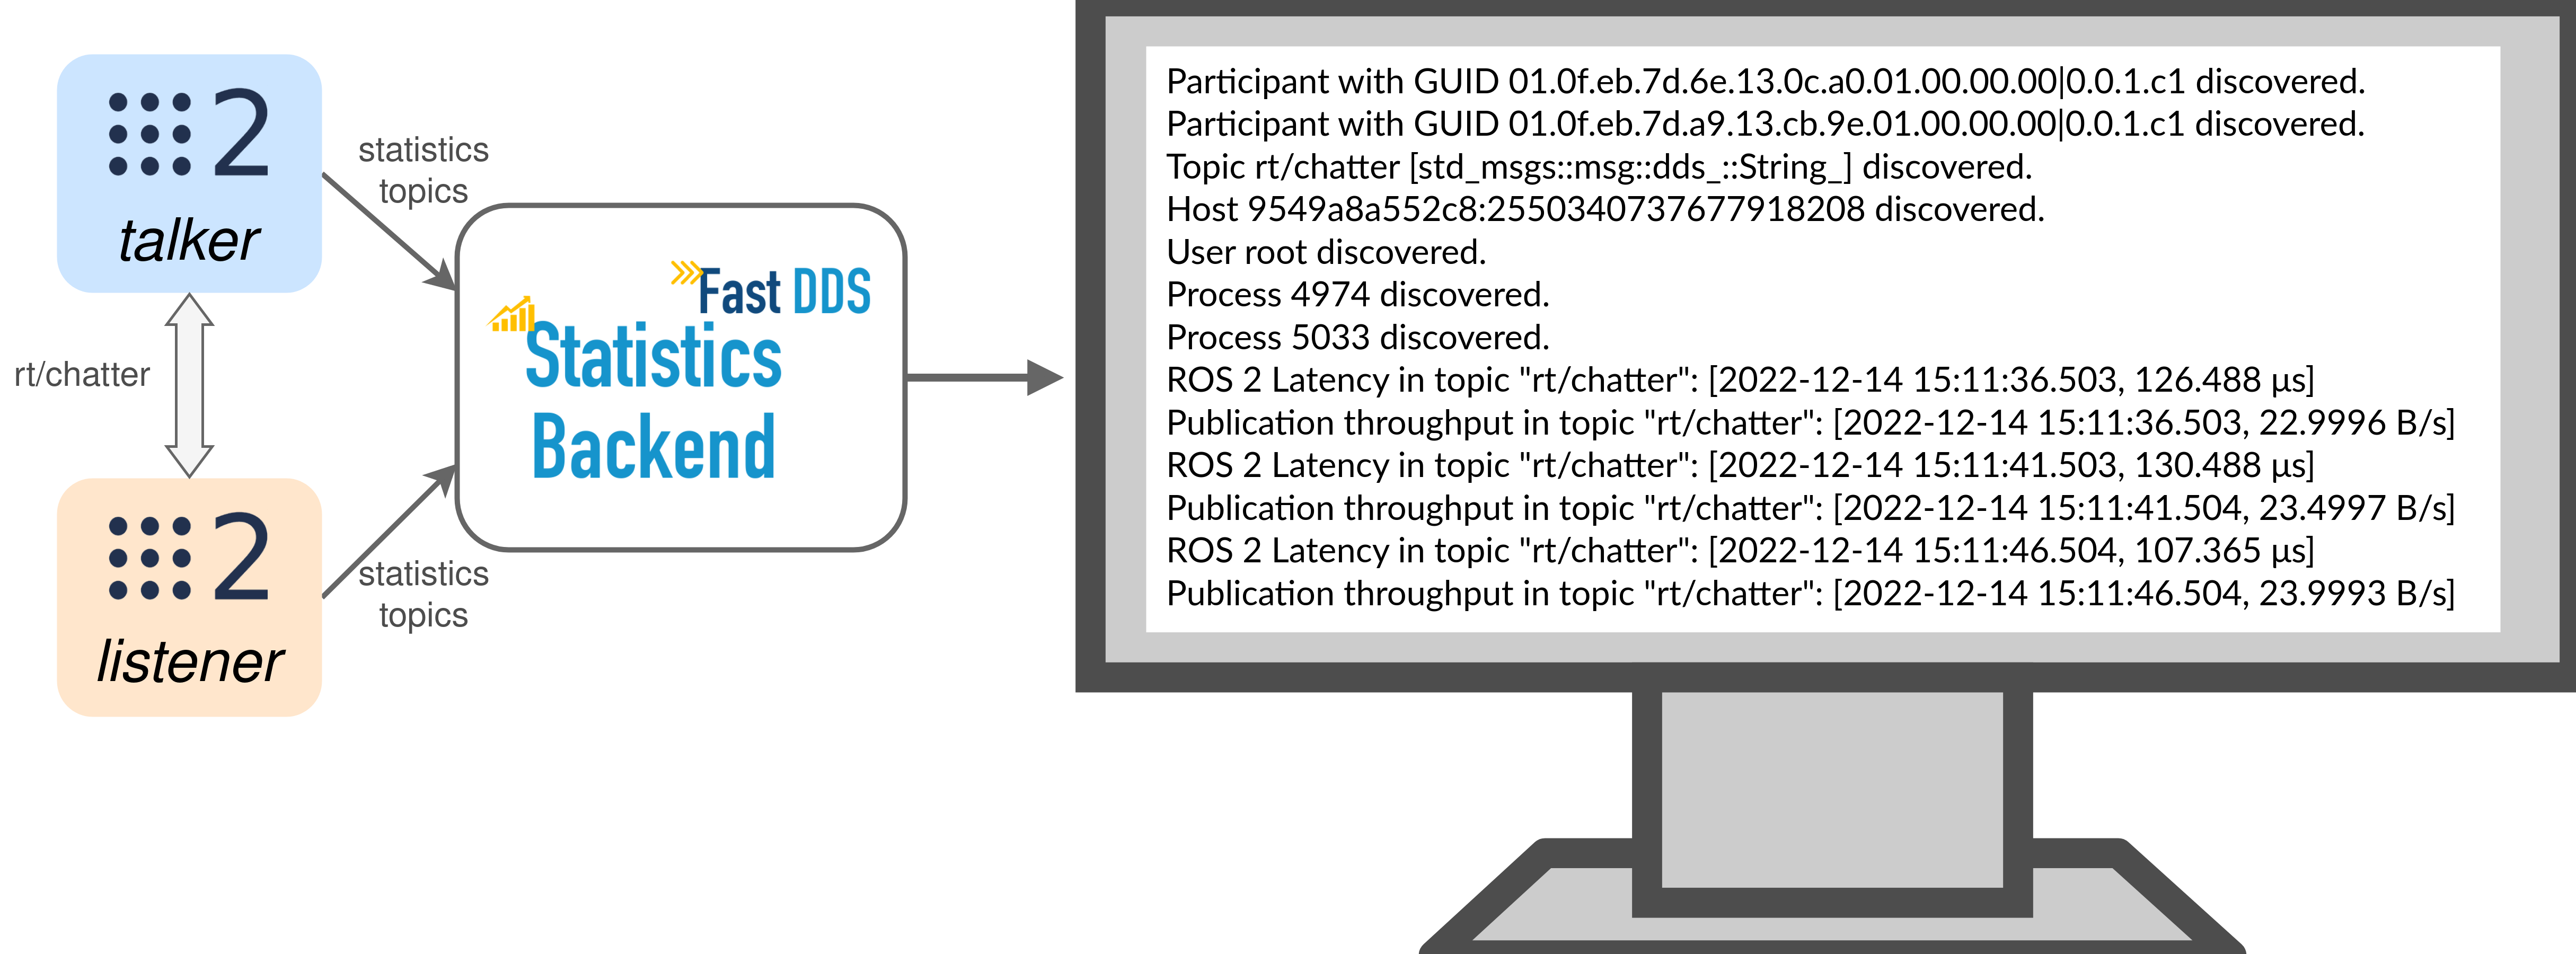 2
talker
statistics
topics
rt/chatter
2
listener
statistics
topics
Fast DDS
Statistics
Backend
Participant with GUID 01.0f.eb.7d.6e.13.0c.a0.01.00.00.00|0.0.1.c1 discovered.
Participant with GUID 01.0f.eb.7d.a9.13.cb.9e.01.00.00.00|0.0.1.c1 discovered.
Topic rt/chatter [std_msgs::msg::dds_::String_] discovered.
Host 9549a8a552c8:2550340737677918208 discovered.
User root discovered.
Process 4974 discovered.
Process 5033 discovered.
ROS 2 Latency in topic "rt/chatter": [2022-12-14 15:11:36.503, 126.488 μs]
Publication throughput in topic "rt/chatter": [2022-12-14 15:11:36.503, 22.9996 B/s]
ROS 2 Latency in topic "rt/chatter": [2022-12-14 15:11:41.503, 130.488 μs]
Publication throughput in topic "rt/chatter": [2022-12-14 15:11:41.504, 23.4997 B/s]
ROS 2 Latency in topic "rt/chatter": [2022-12-14 15:11:46.504, 107.365 μs]
Publication throughput in topic "rt/chatter": [2022-12-14 15:11:46.504, 23.9993 B/s]